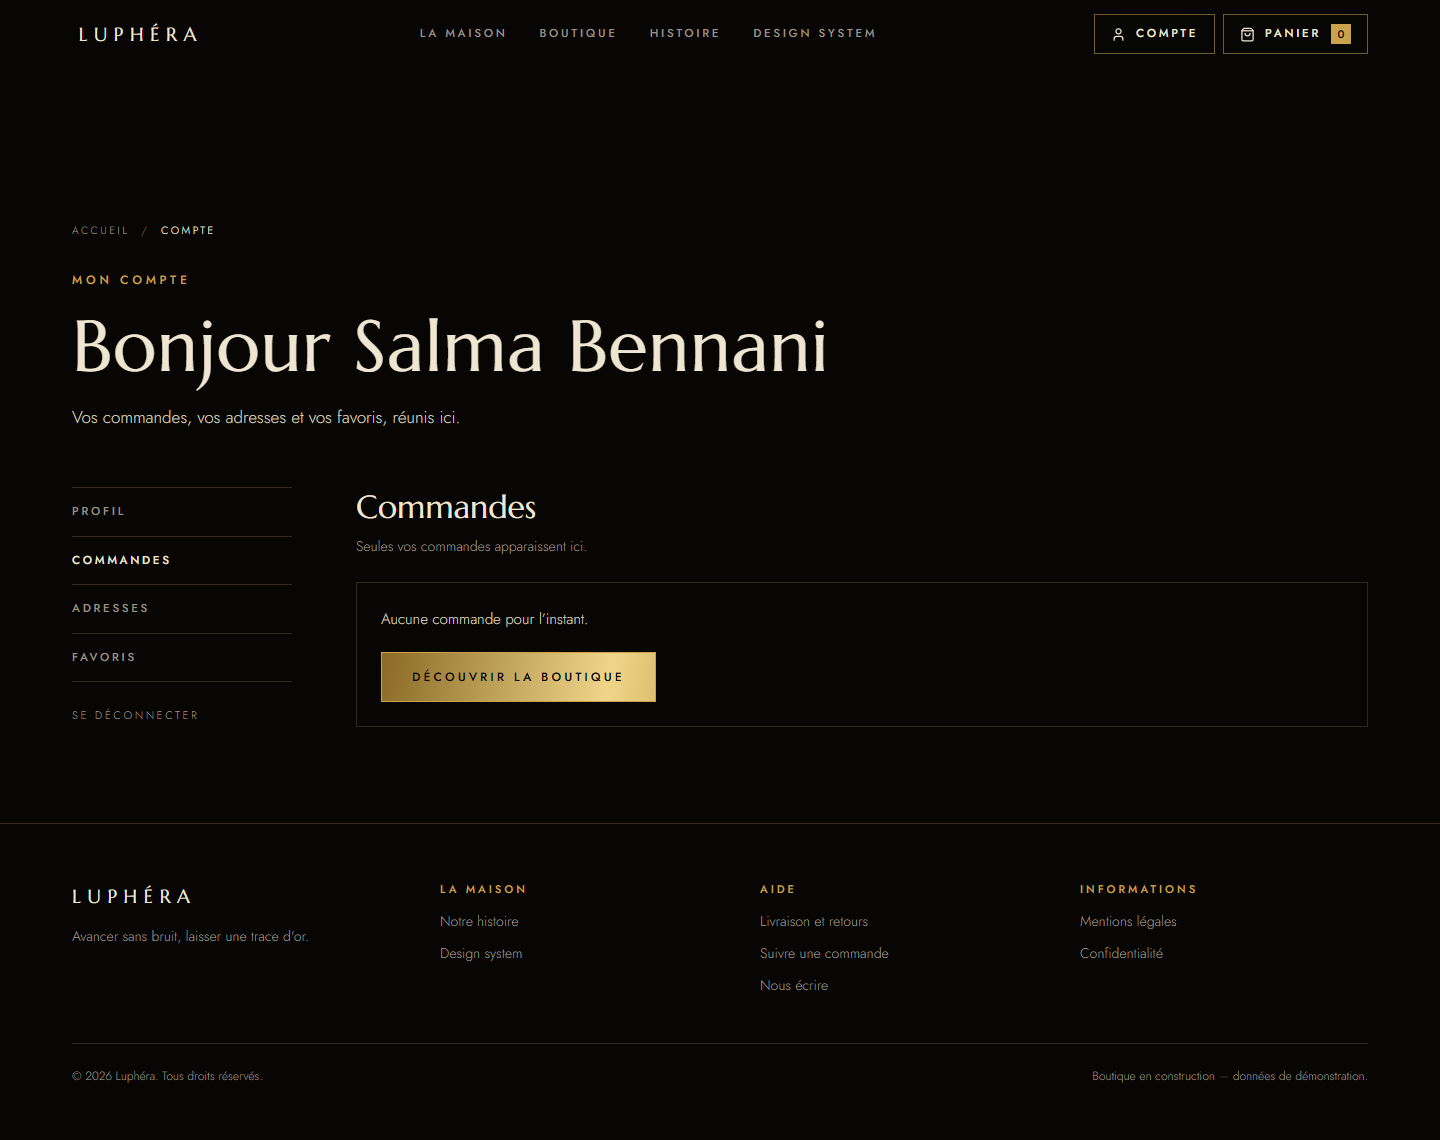 LUPHÉRA
LA MAISON
BOUTIQUE
HISTOIRE
DESIGN SYSTEM
COMPTE
PANIER
0
ACCUEIL / COMPTE
MON COMPTE
Bonjour Salma Bennani
Vos commandes, vos adresses et vos favoris, réunis ici.
PROFIL
COMMANDES
ADRESSES
FAVORIS
SE DÉCONNECTER
Commandes
Seules vos commandes apparaissent ici.
Aucune commande pour l’instant.
DÉCOUVRIR LA BOUTIQUE
LUPHÉRA
Avancer sans bruit, laisser une trace d’or.
LA MAISON
Notre histoire
Design system
AIDE
Livraison et retours
Suivre une commande
Nous écrire
INFORMATIONS
Mentions légales
Confidentialité
© 2026 Luphéra. Tous droits réservés.
Boutique en construction — données de démonstration.